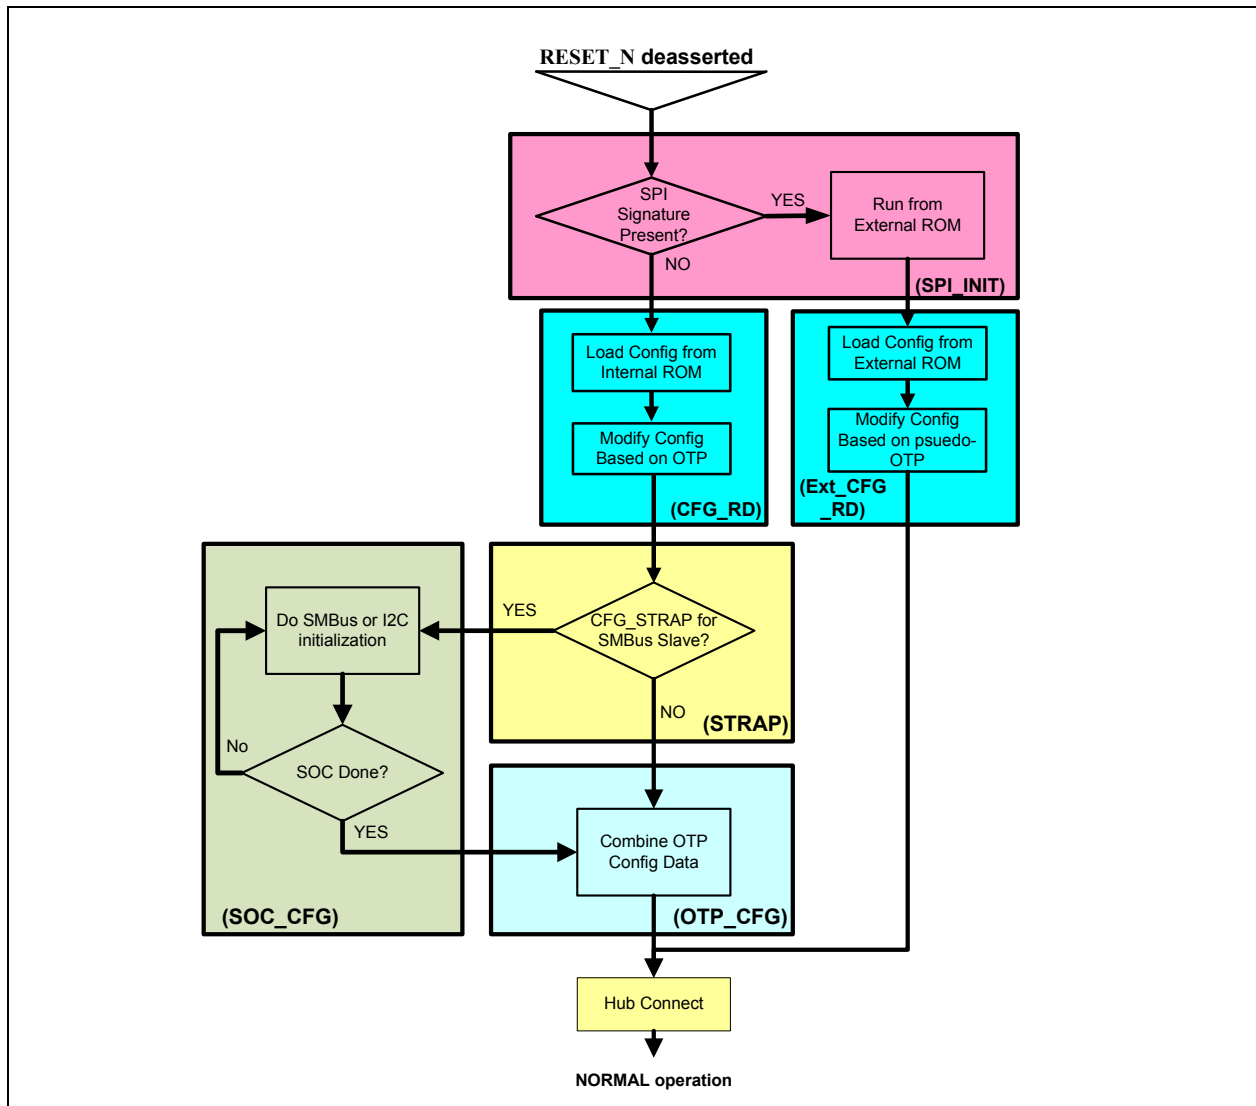 RESET_N deasserted
SPI
Signature
Present?
YES
Run from
External ROM
NO
(SPI_INIT)
Load Config from
Internal ROM
Load Config from
External ROM
Modify Config
Based on OTP
Modify Config
Based on psuedo-
OTP
(CFG_RD)
(Ext_CFG
_RD)
Do SMBus or I2C
initialization
YES
CFG_STRAP for
SMBus Slave?
NO
(STRAP)
No
SOC Done?
YES
(SOC_CFG)
Combine OTP
Config Data
(OTP_CFG)
Hub Connect
NORMAL operation